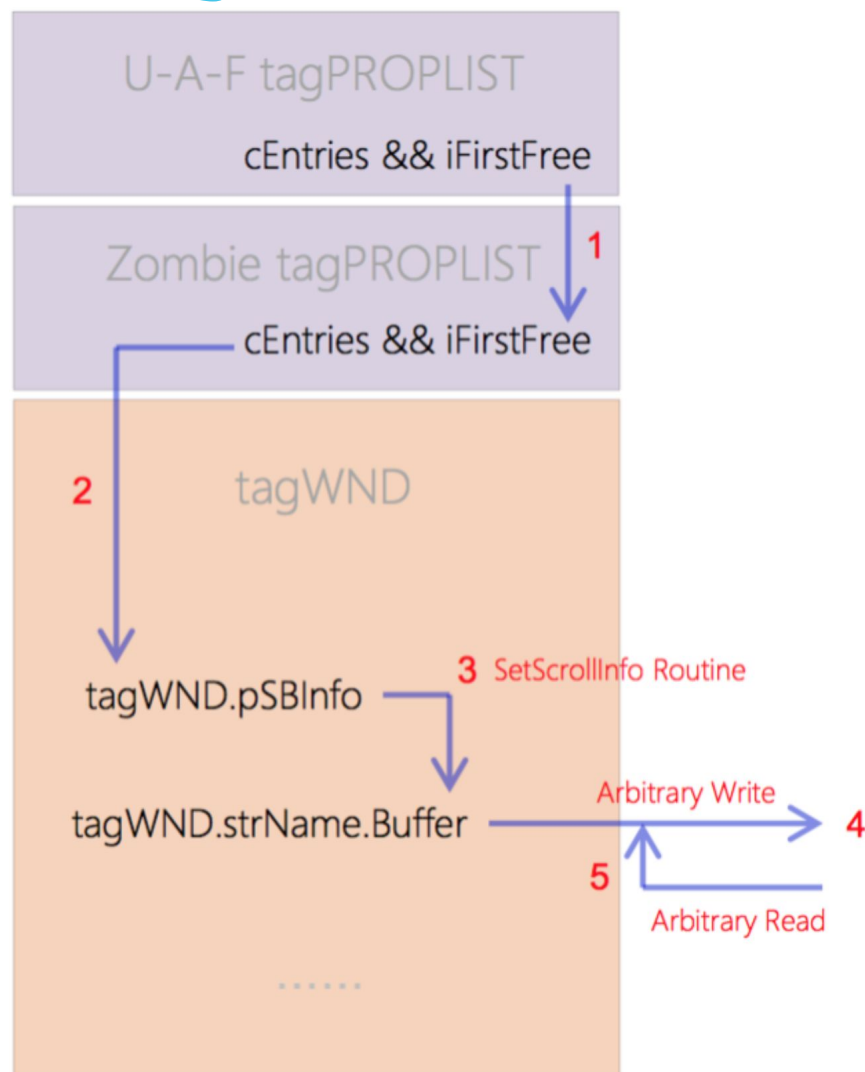 U-A-F tagPROPLIST
cEntries && iFirstFree
1
Zombie tagPROPLIST
cEntries && iFirstFree
2
tagWND
3 SetScrollInfo Routine
tagWND.pSBInfo
Arbitrary Write
tagWND.strName.Buffer
4
5
Arbitrary Read
......